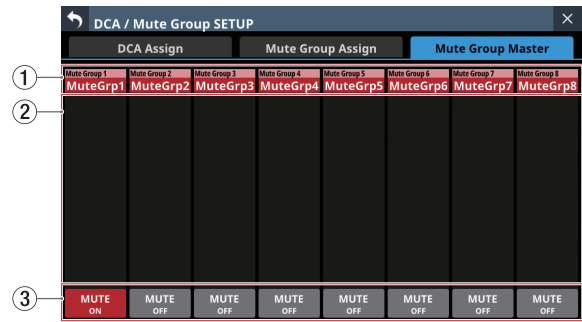 DCA / Mute Group SETUP
DCA Assign Mute Group Assign Mute Group Master
1 Mute Group 1 Mute Group 2 Mute Group 3 Mute Group 4 Mute Group 5 Mute Group 6 Mute Group 7 Mute Group 8
MuteGrp1 MuteGrp2 MuteGrp3 MuteGrp4 MuteGrp5 MuteGrp6 MuteGrp7 MuteGrp8
2
3 MUTE MUTE MUTE MUTE MUTE MUTE MUTE MUTE
ON OFF OFF OFF OFF OFF OFF OFF